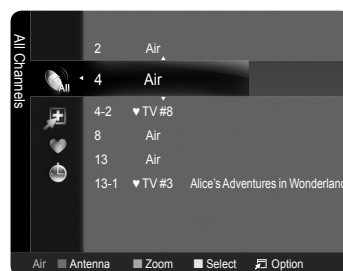 All Channels
2 Air
All
4 Air
4-2 ♥ TV #8
8 Air
13 Air
13-1 ♥ TV #3 Alice's Adventures in Wonderland
Air Antenna Zoom Select Option